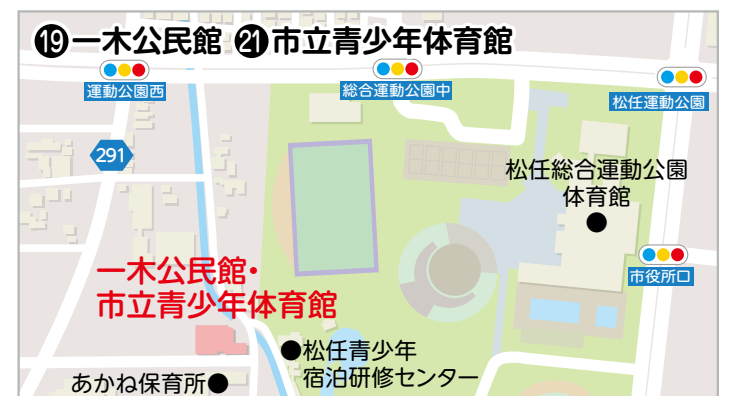 ⑲一木公民館 ㉑市立青少年体育館
運動公園西
総合運動公園中
松任運動公園
291
松任総合運動公園
体育館
市役所口
一木公民館・
市立青少年体育館
松任青少年
宿泊研修センター
あかね保育所